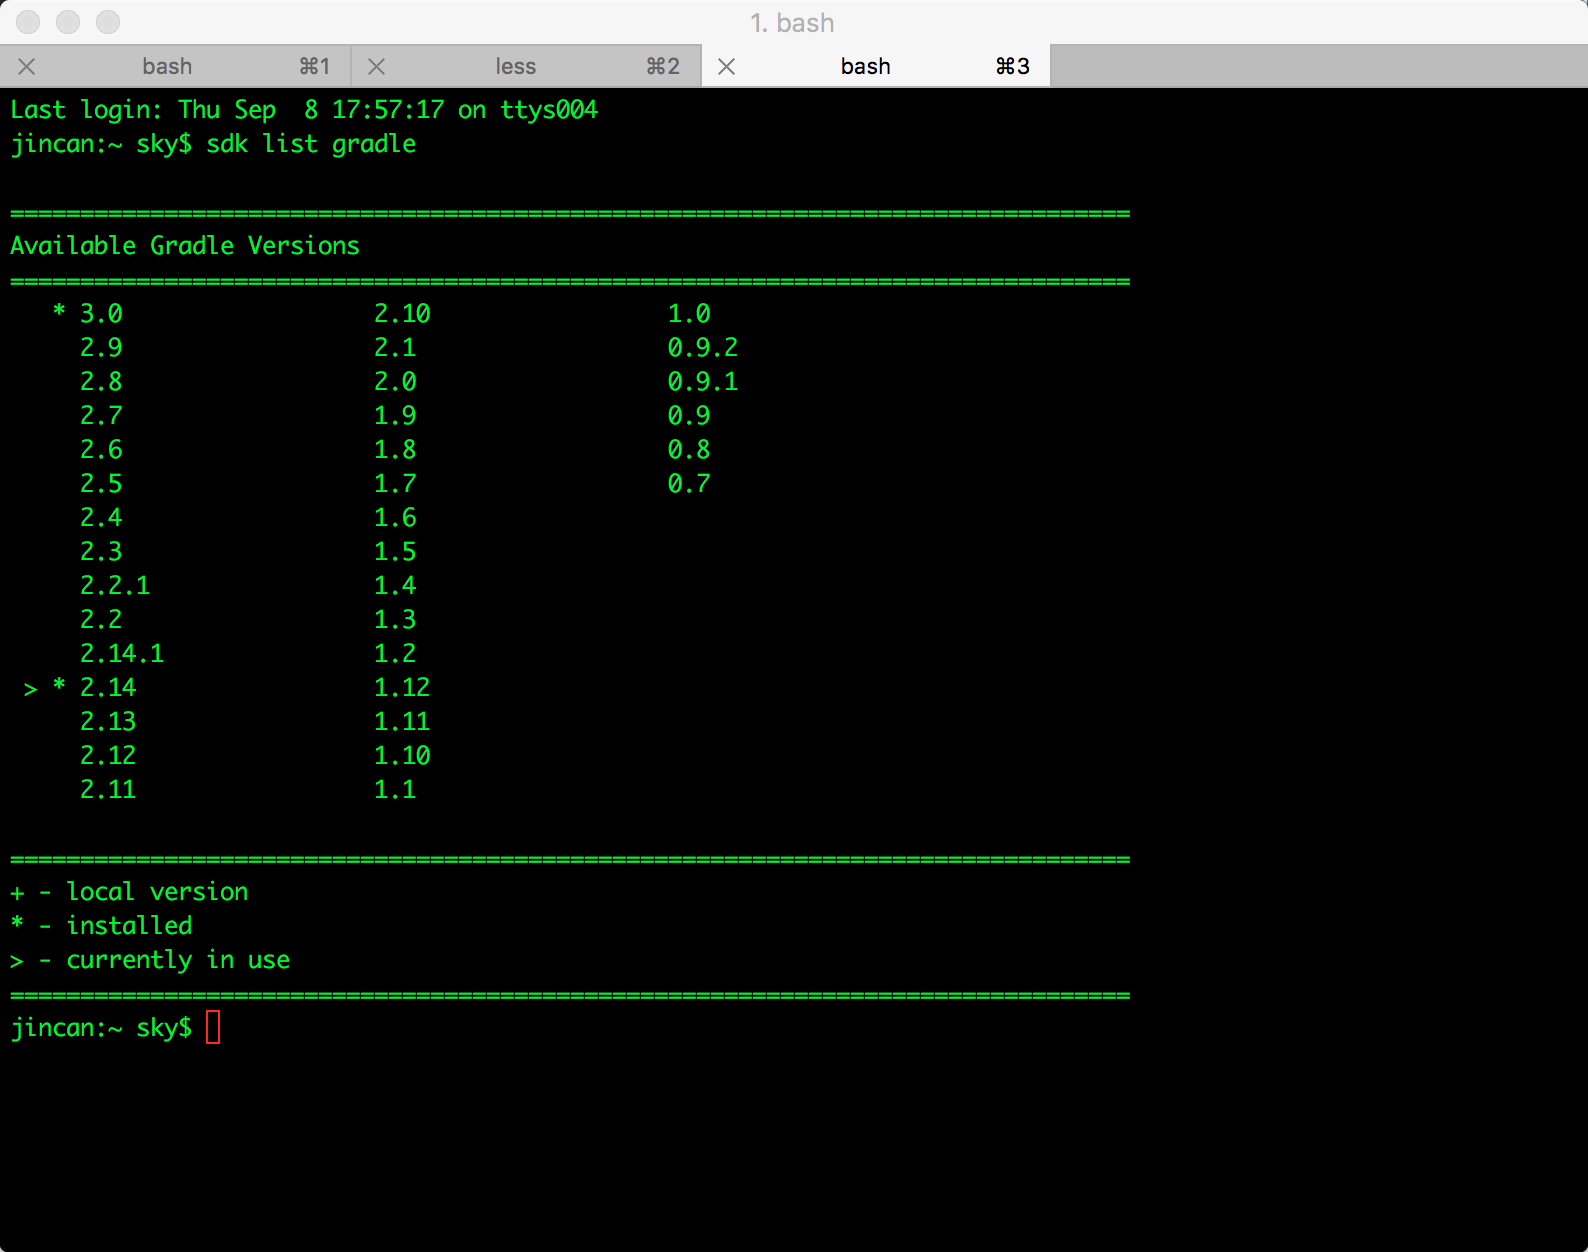 1. bash
bash ⌘1 less ⌘2 bash ⌘3
Last login: Thu Sep  8 17:57:17 on ttys004
jincan:~ sky$ sdk list gradle
================================================================================
Available Gradle Versions
================================================================================
   * 3.0                  2.10                 1.0
     2.9                  2.1                  0.9.2
     2.8                  2.0                  0.9.1
     2.7                  1.9                  0.9
     2.6                  1.8                  0.8
     2.5                  1.7                  0.7
     2.4                  1.6
     2.3                  1.5
     2.2.1                1.4
     2.2                  1.3
     2.14.1               1.2
 > * 2.14                 1.12
     2.13                 1.11
     2.12                 1.10
     2.11                 1.1
================================================================================
+ - local version
* - installed
> - currently in use
================================================================================
jincan:~ sky$